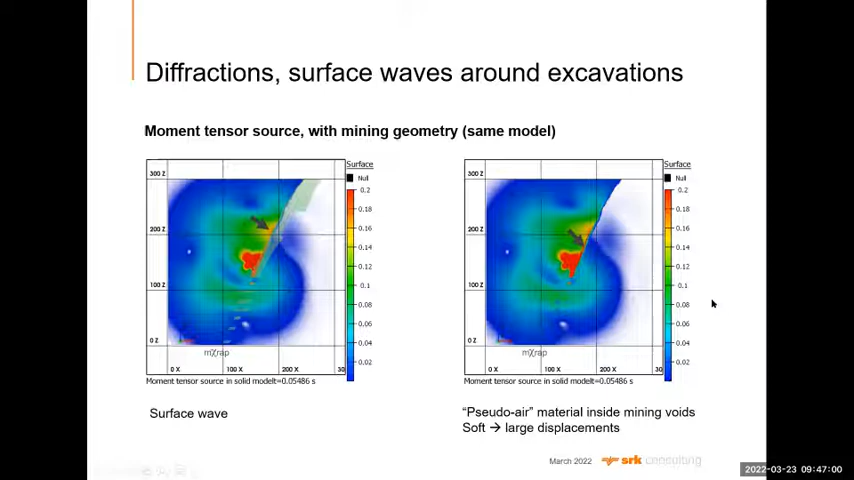 Diffractions, surface waves around excavations
Moment tensor source, with mining geometry (same model)
Surface
Null
0.2
0.18
0.16
0.14
0.12
0.1
0.08
0.06
0.04
0.02
300 Z
200 Z
100 Z
0 Z
0 X
100 X
200 X
30
mXrap
Moment tensor source in solid modelt=0.05486 s
Surface
Null
0.2
0.18
0.16
0.14
0.12
0.1
0.08
0.06
0.04
0.02
300 Z
200 Z
100 Z
0 Z
0 X
100 X
200 X
30
mXrap
Moment tensor source in solid modelt=0.05486 s
Surface wave
“Pseudo-air” material inside mining voids
Soft → large displacements
March 2022
srk consulting
2022-03-23 09:47:00